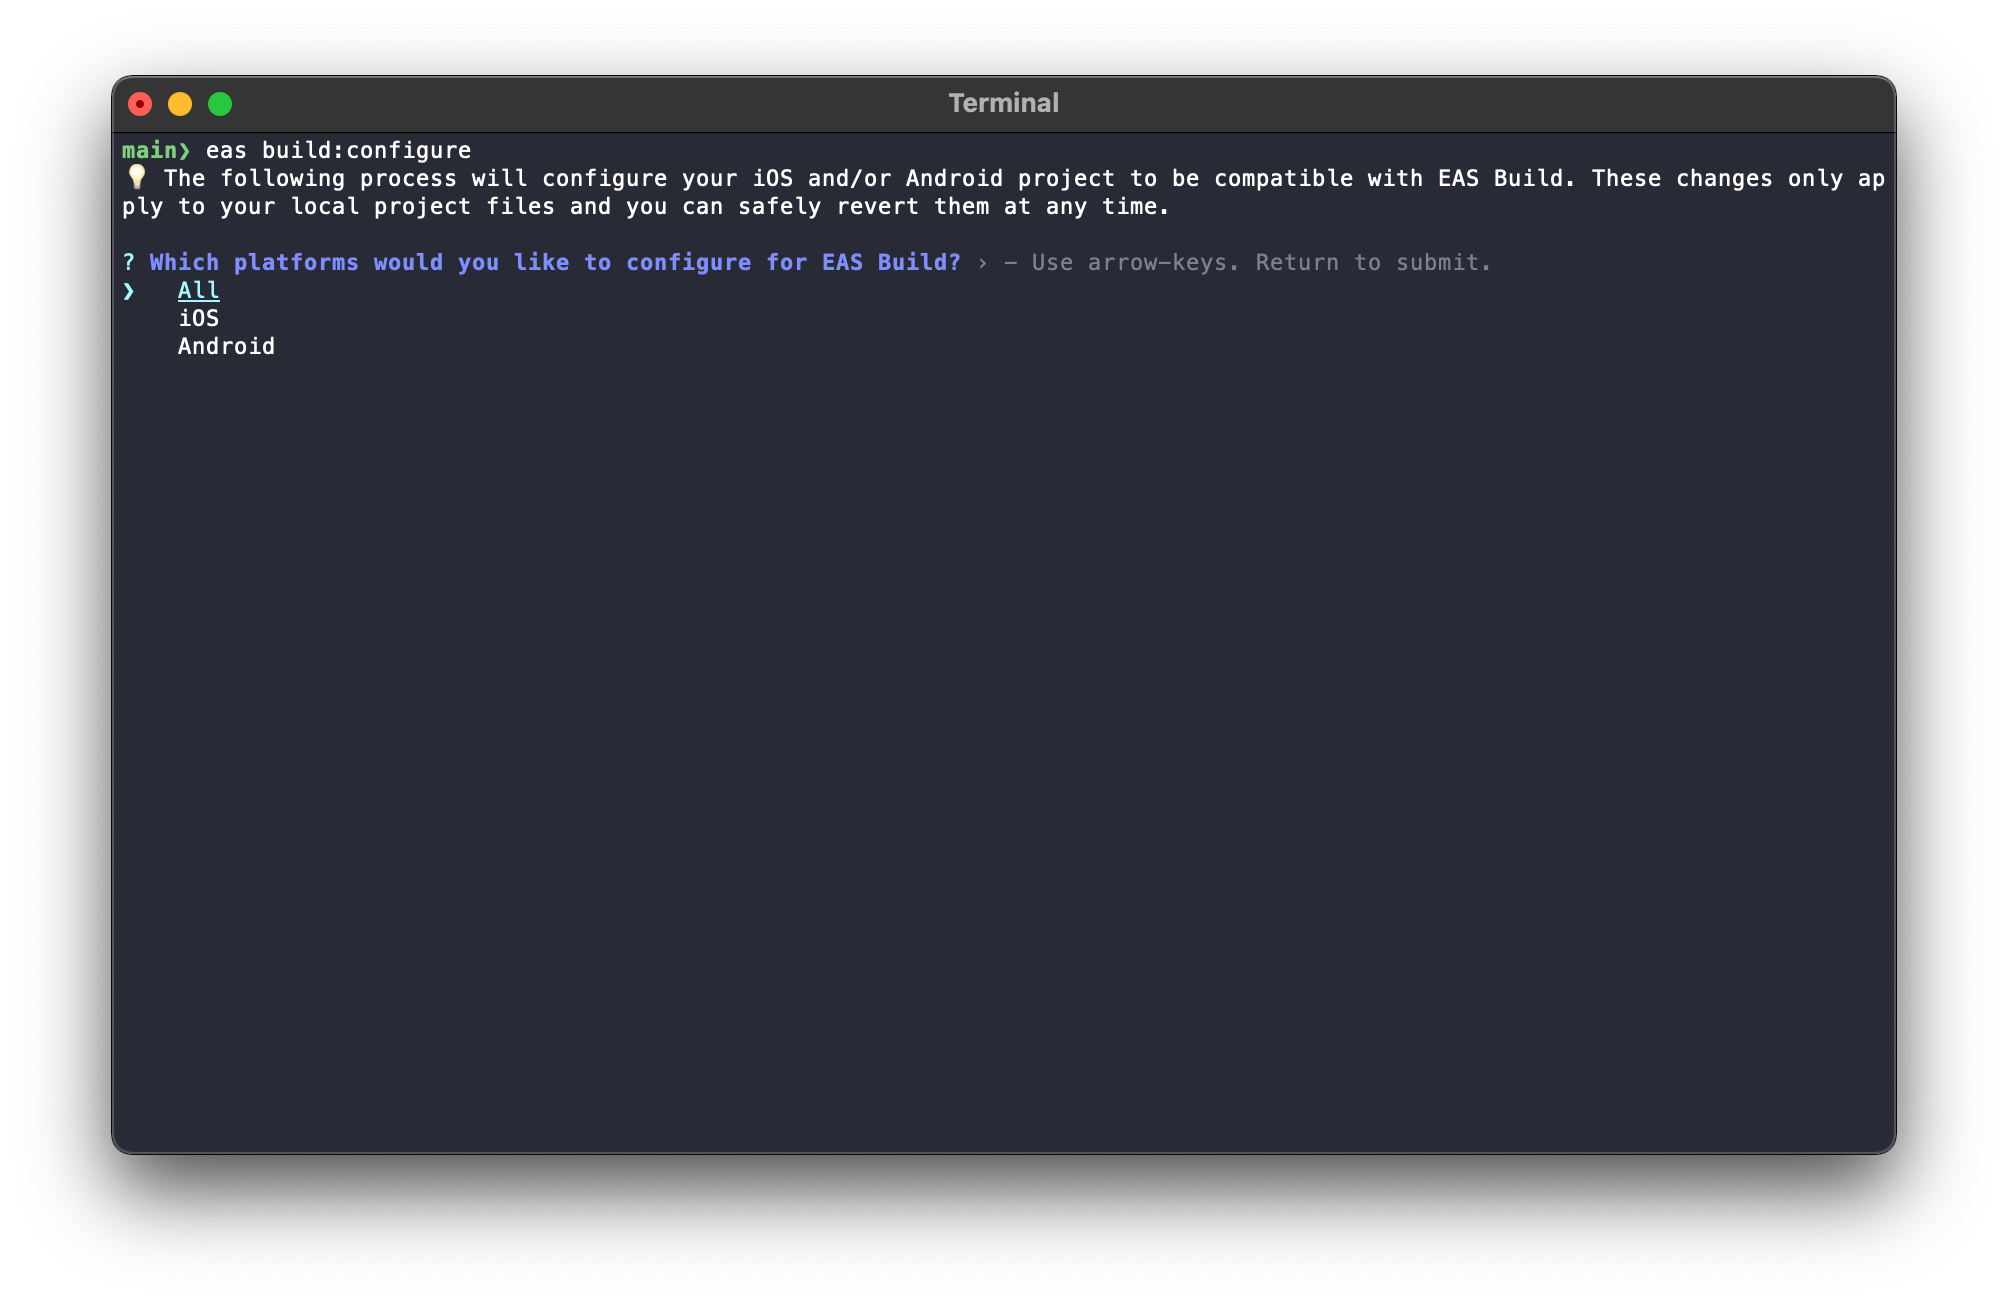 Terminal
main❯ eas build:configure
💡 The following process will configure your iOS and/or Android project to be compatible with EAS Build. These changes only ap
ply to your local project files and you can safely revert them at any time.
? Which platforms would you like to configure for EAS Build? › – Use arrow-keys. Return to submit.
❯   All
iOS
Android